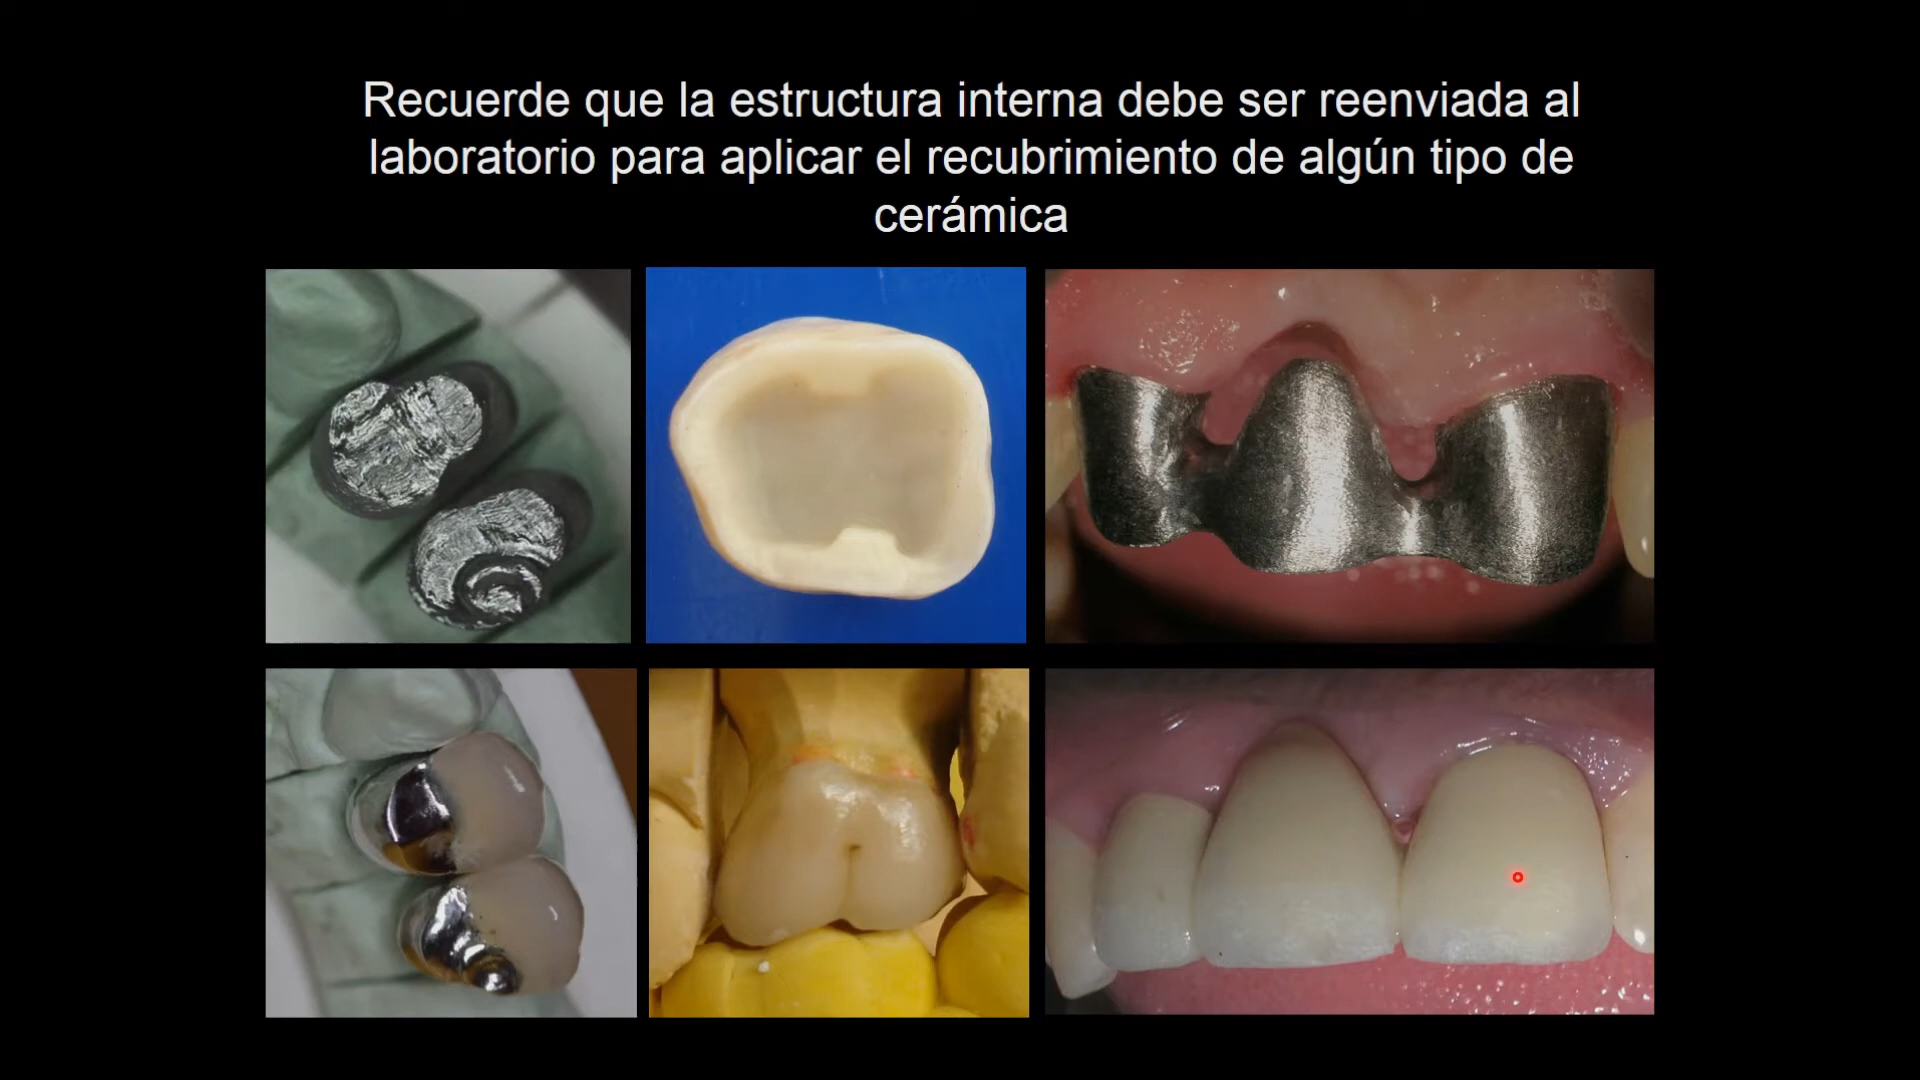 Recuerde que la estructura interna debe ser reenviada al
laboratorio para aplicar el recubrimiento de algún tipo de
cerámica